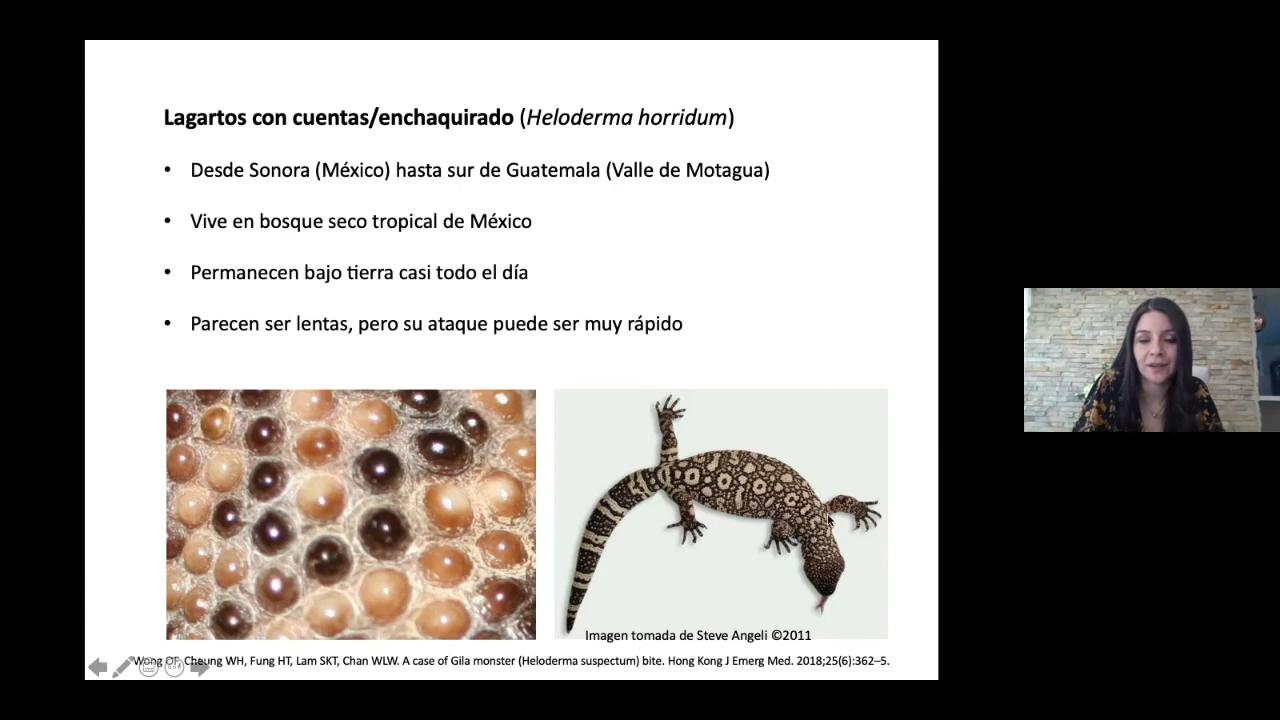 Lagartos con cuentas/enchaquirado (Heloderma horridum)
• Desde Sonora (México) hasta sur de Guatemala (Valle de Motagua)
• Vive en bosque seco tropical de México
• Permanecen bajo tierra casi todo el día
• Parecen ser lentas, pero su ataque puede ser muy rápido
Imagen tomada de Steve Angeli ©2011
Wong OF, Cheung WH, Fung HT, Lam SKT, Chan WLW. A case of Gila monster (Heloderma suspectum) bite. Hong Kong J Emerg Med. 2018;25(6):362–5.